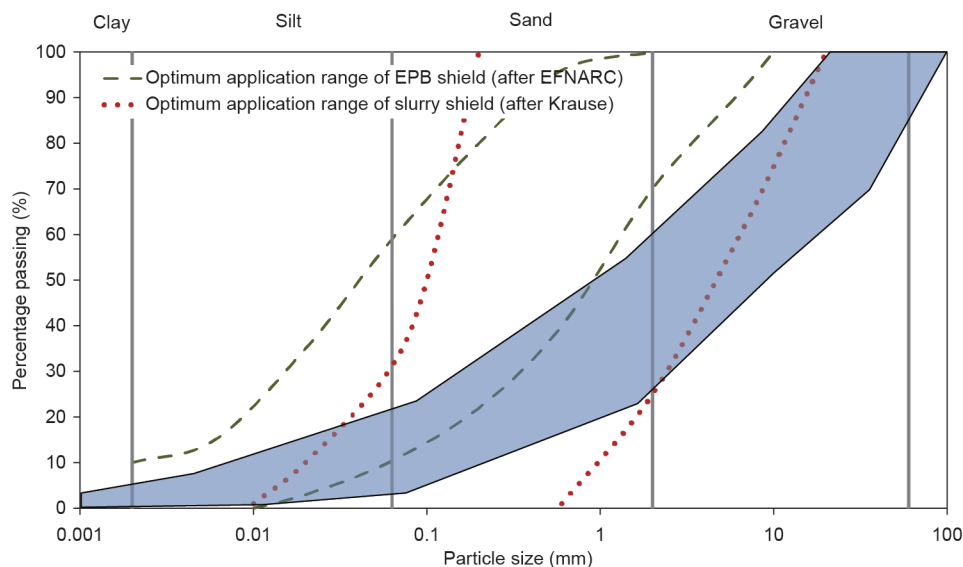 Clay Silt Sand Gravel
Optimum application range of EPB shield (after EFNARC)
Optimum application range of slurry shield (after Krause)
Percentage passing (%)
100
90
80
70
60
50
40
30
20
10
0
0.001 0.01 0.1 1 10 100
Particle size (mm)